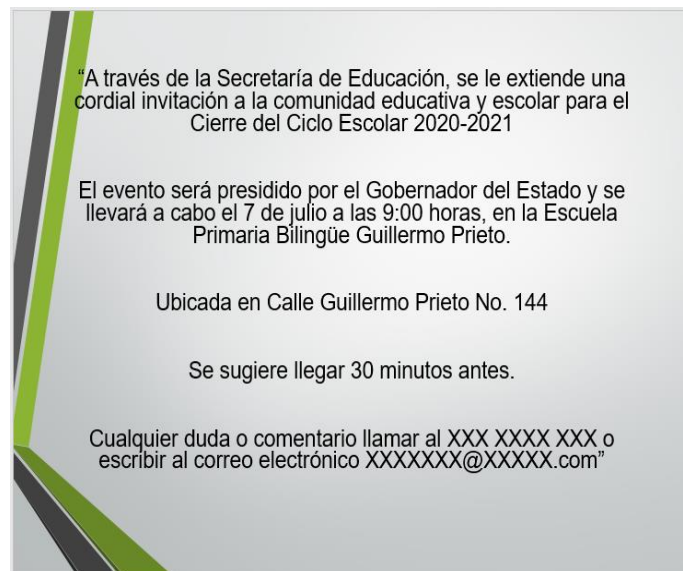 “A través de la Secretaría de Educación, se le extiende una
cordial invitación a la comunidad educativa y escolar para el
Cierre del Ciclo Escolar 2020-2021
El evento será presidido por el Gobernador del Estado y se
llevará a cabo el 7 de julio a las 9:00 horas, en la Escuela
Primaria Bilingüe Guillermo Prieto.
Ubicada en Calle Guillermo Prieto No. 144
Se sugiere llegar 30 minutos antes.
Cualquier duda o comentario llamar al XXX XXXX XXX o
escribir al correo electrónico XXXXXXX@XXXXX.com”